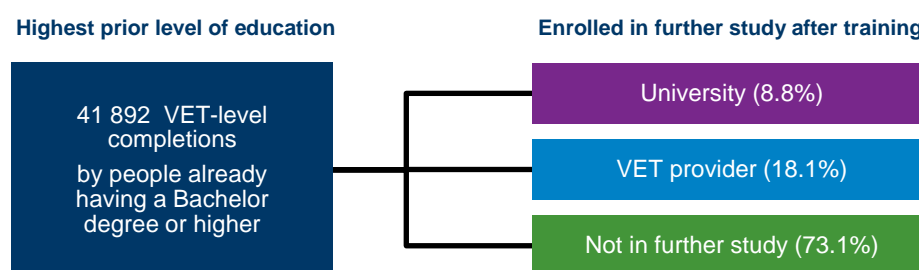 Highest prior level of education
Enrolled in further study after training
41 892 VET-level
completions
by people already
having a Bachelor
degree or higher
University (8.8%)
VET provider (18.1%)
Not in further study (73.1%)